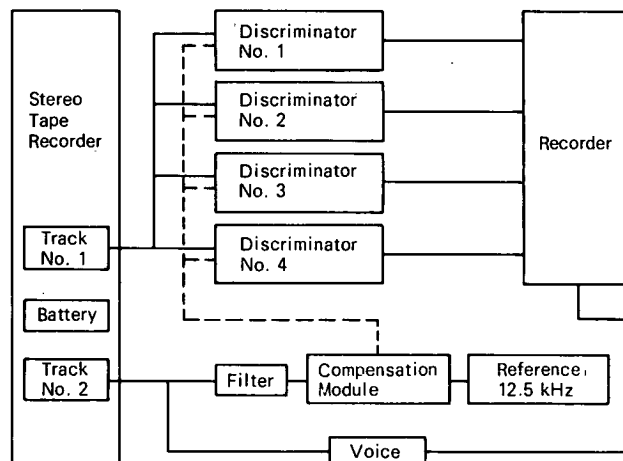 Stereo
Tape
Recorder
Track
No. 1
Battery
Track
No. 2
Discriminator
No. 1
Discriminator
No. 2
Discriminator
No. 3
Discriminator
No. 4
Recorder
Filter
Compensation
Module
Reference
12.5 kHz
Voice